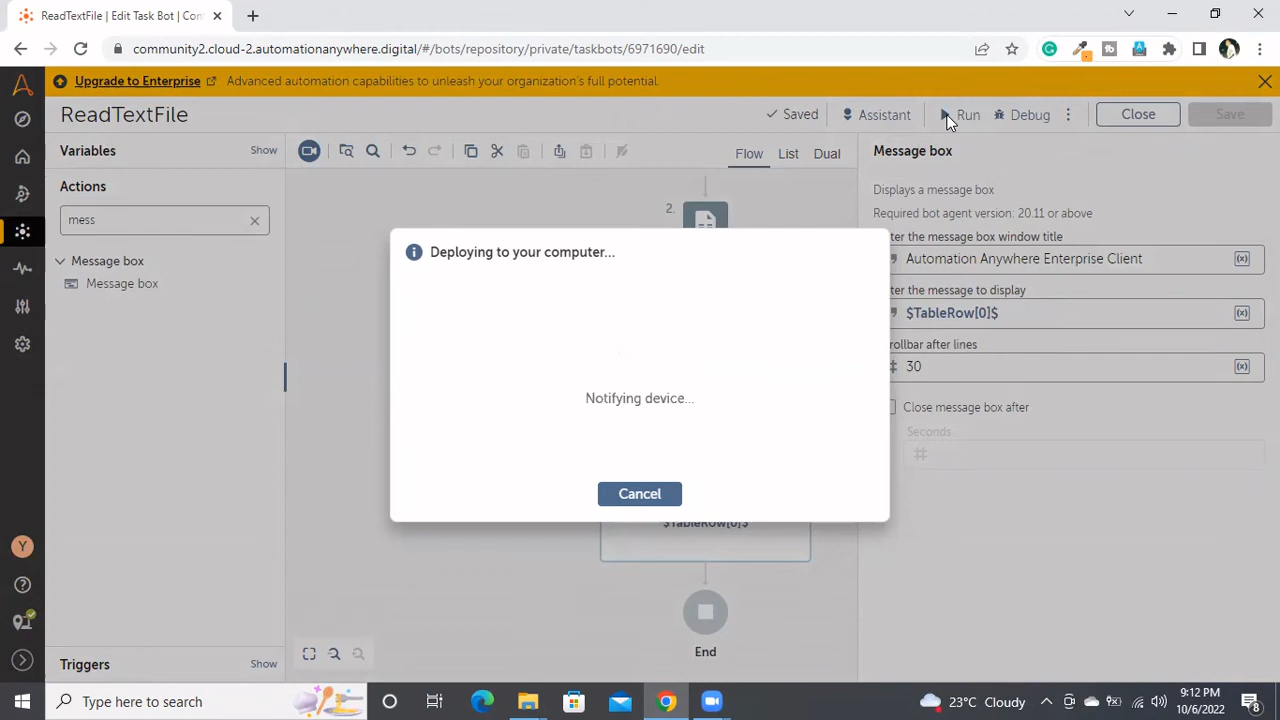 ReadTextFile | Edit Task Bot | Com
community2.cloud-2.automationanywhere.digital/#/bots/repository/private/taskbots/6971690/edit
Upgrade to Enterprise Advanced automation capabilities to unleash your organization's full potential.
ReadTextFile
Saved
Assistant
Run
Debug
Close
Save
Variables
Show
Flow
List
Dual
Message box
Actions
mess
Message box
Message box
2.
Displays a message box
Required bot agent version: 20.11 or above
nter the message box window title
Automation Anywhere Enterprise Client
(x)
nter the message to display
$TableRow[0]$
(x)
rollbar after lines
# 30
(x)
Close message box after
Seconds
#
Deploying to your computer...
Notifying device...
Cancel
$TableRow[0]$
End
Y
Triggers
Show
Type here to search
23°C Cloudy
9:12 PM
10/6/2022
8